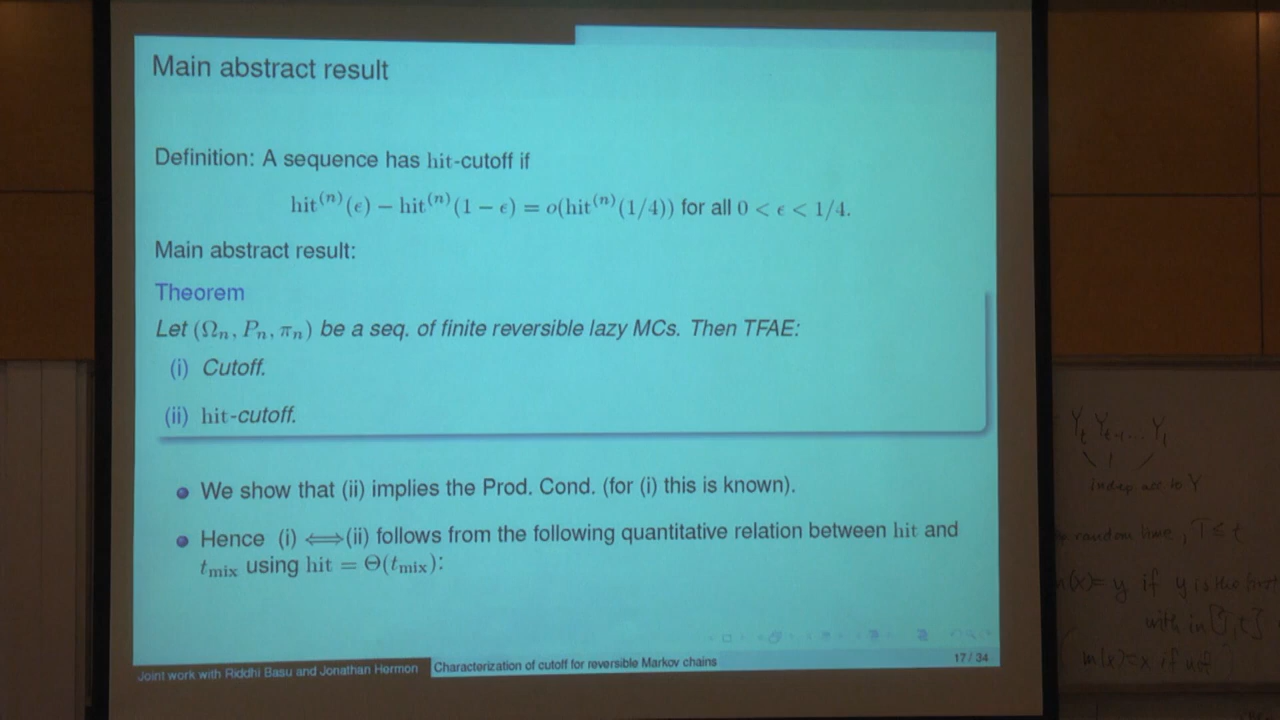 Main abstract result
Definition: A sequence has hit-cutoff if
hit⁽ⁿ⁾(ϵ) − hit⁽ⁿ⁾(1 − ϵ) = o(hit⁽ⁿ⁾(1/4)) for all 0 < ϵ < 1/4.
Main abstract result:
Theorem
Let (Ωₙ, Pₙ, πₙ) be a seq. of finite reversible lazy MCs. Then TFAE:
(i) Cutoff.
(ii) hit-cutoff.
We show that (ii) implies the Prod. Cond. (for (i) this is known).
Hence (i) ⟺ (ii) follows from the following quantitative relation between hit and
t_mix using hit = Θ(t_mix):
Joint work with Riddhi Basu and Jonathan Hermon
Characterization of cutoff for reversible Markov chains
17 / 34
Y_t Y_{t-1} ... Y_1
indep to Y
random time, T ≤ t
(x)= y if y is the first
with in [T, t]
m(x)=x if not